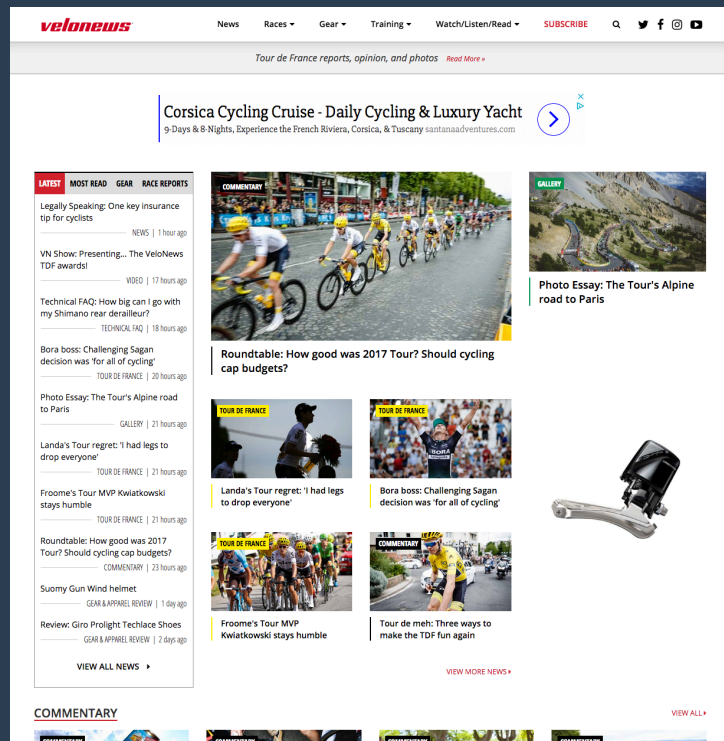 velonews
News Races Gear Training Watch/Listen/Read SUBSCRIBE
Tour de France reports, opinion, and photos Read More »
Corsica Cycling Cruise - Daily Cycling & Luxury Yacht
9-Days & 8-Nights, Experience the French Riviera, Corsica, & Tuscany santanaadventures.com
LATEST MOST READ GEAR RACE REPORTS
Legally Speaking: One key insurance
tip for cyclists
NEWS | 1 hour ago
VN Show: Presenting... The VeloNews
TDF awards!
VIDEO | 17 hours ago
Technical FAQ: How big can I go with
my Shimano rear derailleur?
TECHNICAL FAQ | 18 hours ago
Bora boss: Challenging Sagan
decision was 'for all of cycling'
TOUR DE FRANCE | 20 hours ago
Photo Essay: The Tour's Alpine road
to Paris
GALLERY | 21 hours ago
Landa's Tour regret: 'I had legs to
drop everyone'
TOUR DE FRANCE | 21 hours ago
Froome's Tour MVP Kwiatkowski
stays humble
TOUR DE FRANCE | 21 hours ago
Roundtable: How good was 2017
Tour? Should cycling cap budgets?
COMMENTARY | 23 hours ago
Suomy Gun Wind helmet
GEAR & APPAREL REVIEW | 1 day ago
Review: Giro Prolight Techlace Shoes
GEAR & APPAREL REVIEW | 2 days ago
VIEW ALL NEWS
COMMENTARY
Roundtable: How good was 2017 Tour? Should cycling
cap budgets?
GALLERY
Photo Essay: The Tour's Alpine
road to Paris
TOUR DE FRANCE
Landa's Tour regret: 'I had legs
to drop everyone'
TOUR DE FRANCE
BORA
Bora boss: Challenging Sagan
decision was 'for all of cycling'
TOUR DE FRANCE
Froome's Tour MVP
Kwiatkowski stays humble
COMMENTARY
Tour de meh: Three ways to
make the TDF fun again
VIEW MORE NEWS
COMMENTARY
VIEW ALL
COMMENTARY
COMMENTARY
COMMENTARY
COMMENTARY